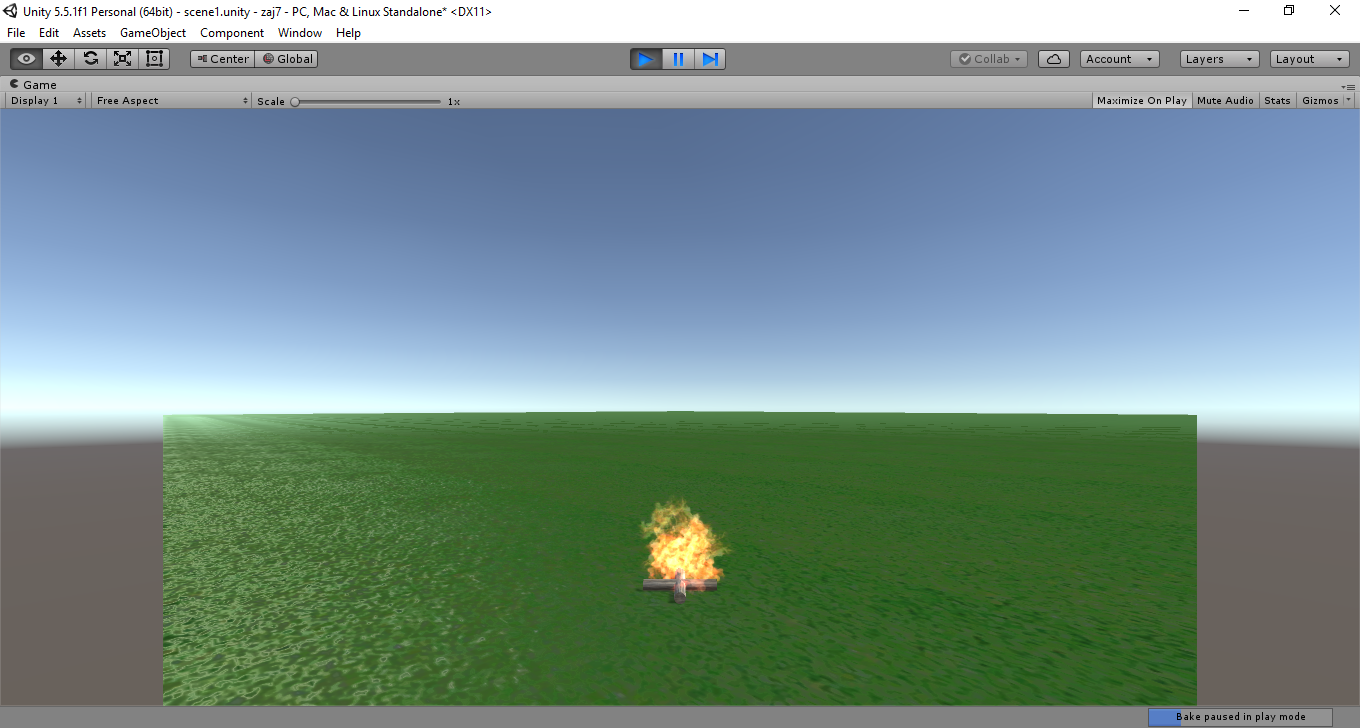 Unity 5.5.1f1 Personal (64bit) - scene1.unity - zaj7 - PC, Mac & Linux Standalone* <DX11>
File Edit Assets GameObject Component Window Help
Center Global Collab Account Layers Layout
Game
Display 1 Free Aspect Scale 1x Maximize On Play Mute Audio Stats Gizmos
Bake paused in play mode